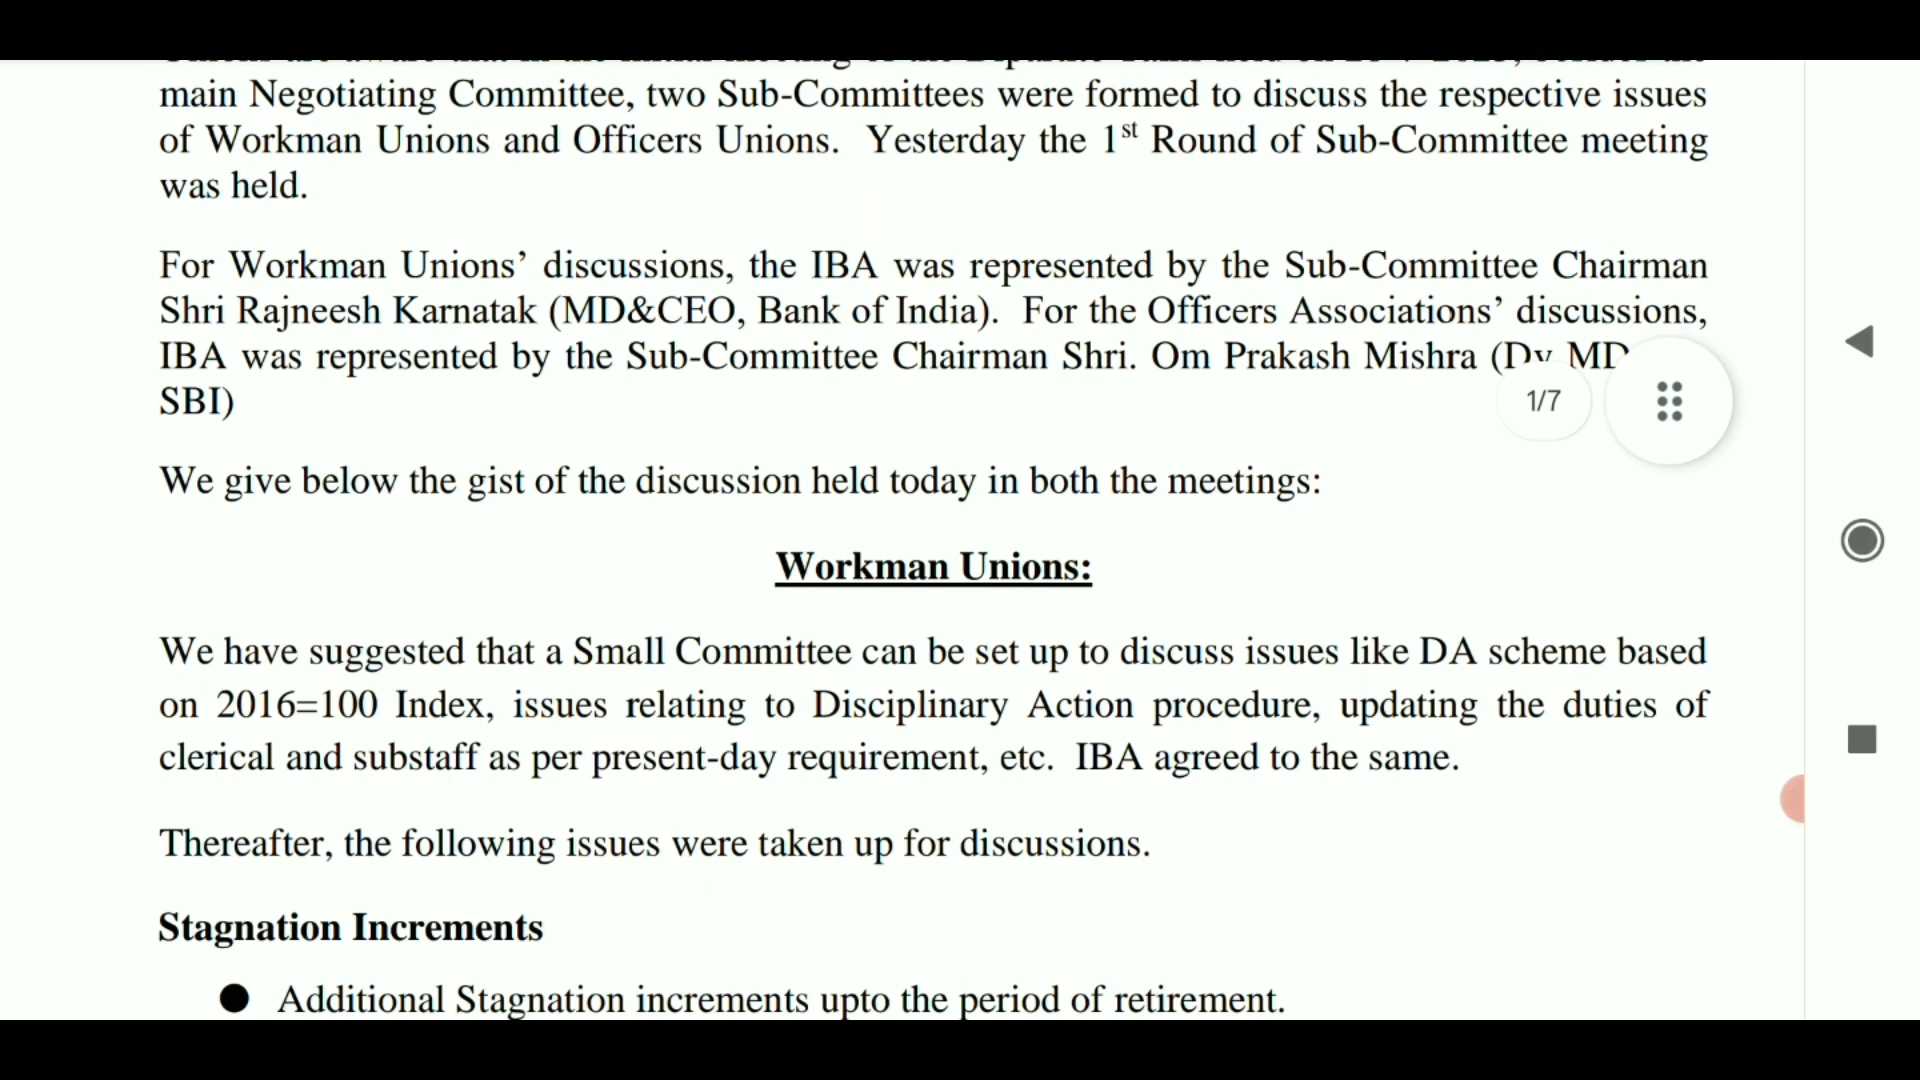 main Negotiating Committee, two Sub-Committees were formed to discuss the respective issues
of Workman Unions and Officers Unions. Yesterday the 1st Round of Sub-Committee meeting
was held.
For Workman Unions’ discussions, the IBA was represented by the Sub-Committee Chairman
Shri Rajneesh Karnatak (MD&CEO, Bank of India). For the Officers Associations’ discussions,
IBA was represented by the Sub-Committee Chairman Shri. Om Prakash Mishra (Dy MD
SBI)
1/7
We give below the gist of the discussion held today in both the meetings:
Workman Unions:
We have suggested that a Small Committee can be set up to discuss issues like DA scheme based
on 2016=100 Index, issues relating to Disciplinary Action procedure, updating the duties of
clerical and substaff as per present-day requirement, etc. IBA agreed to the same.
Thereafter, the following issues were taken up for discussions.
Stagnation Increments
● Additional Stagnation increments upto the period of retirement.